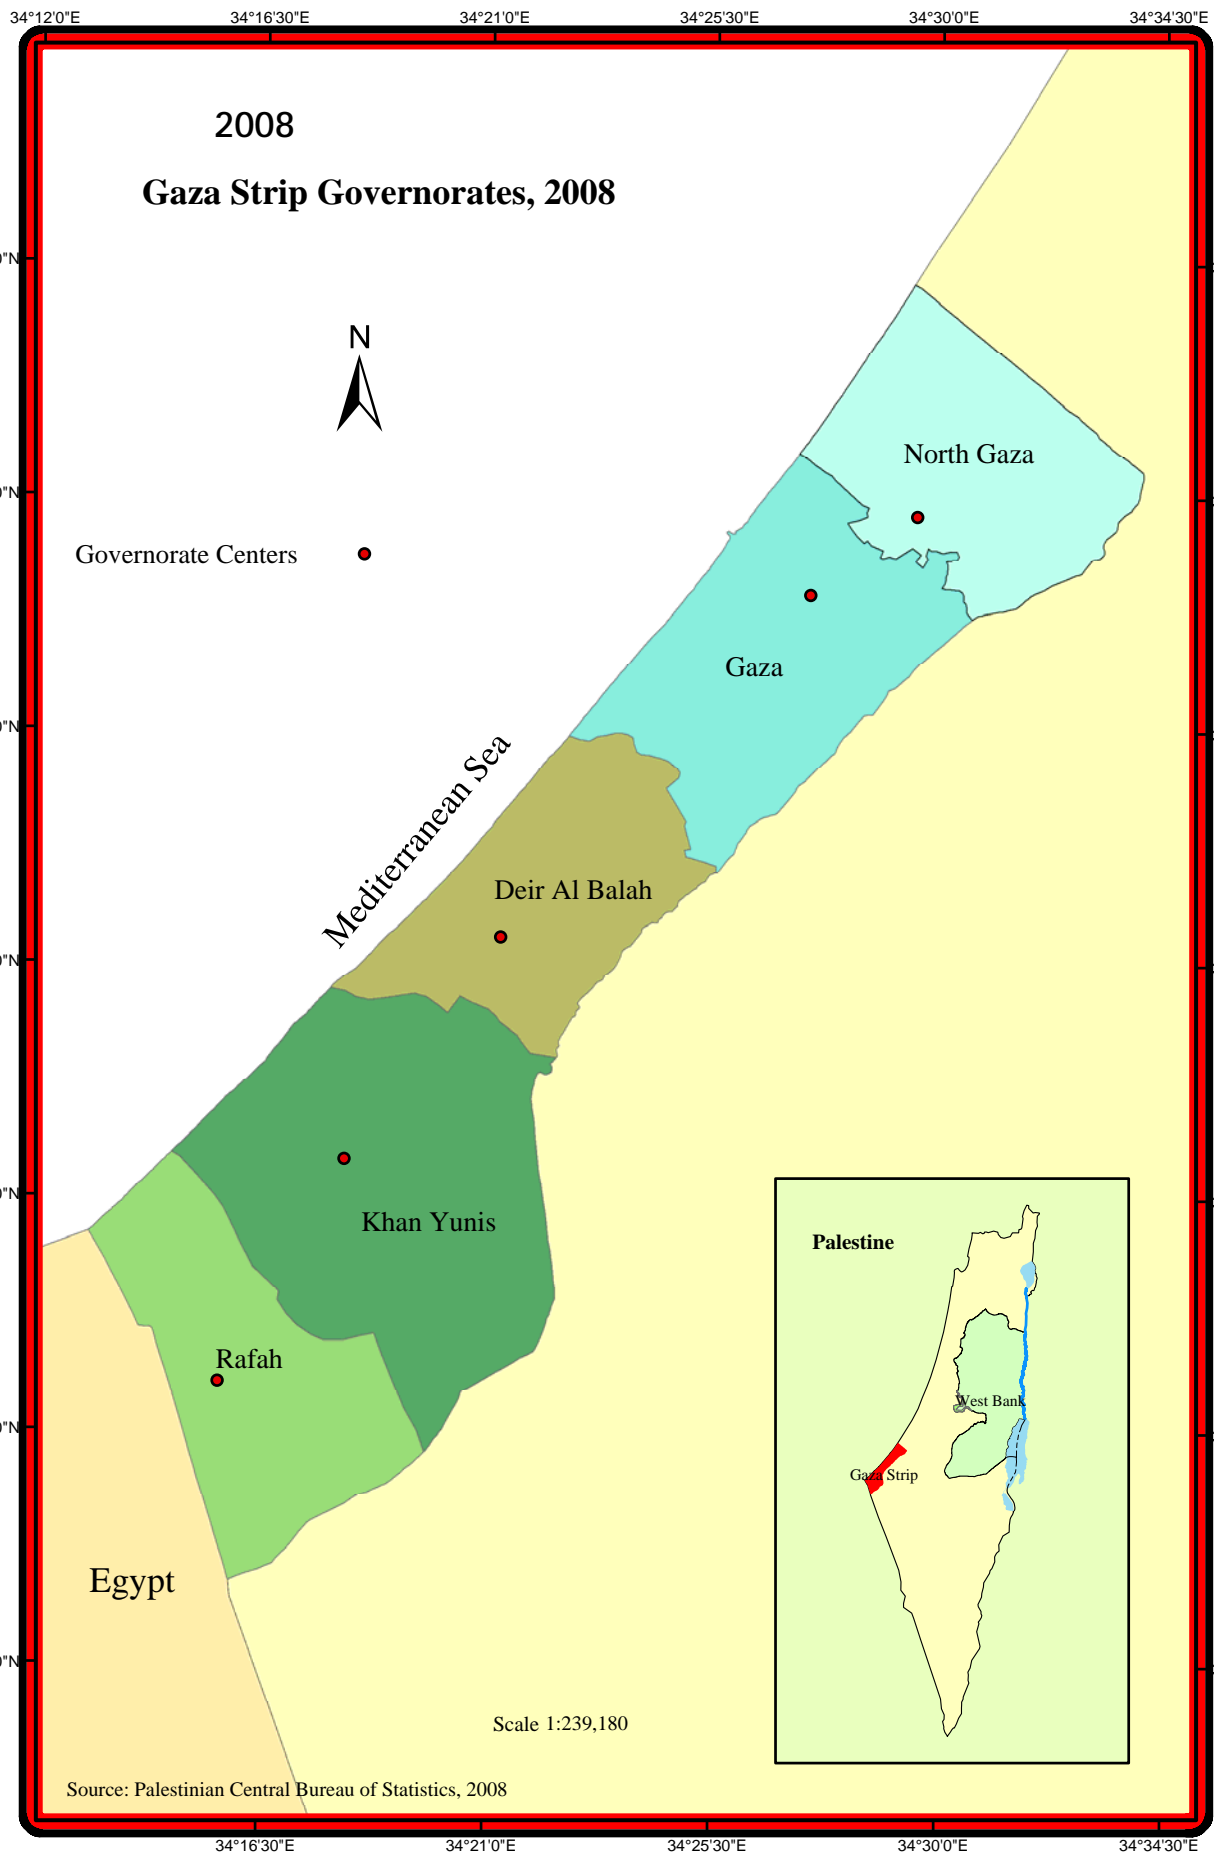 34°12'0"E 34°16'30"E 34°21'0"E 34°25'30"E 34°30'0"E 34°34'30"E
2008
Gaza Strip Governorates, 2008
N
North Gaza
Governorate Centers
Gaza
Mediterranean Sea
Deir Al Balah
Khan Yunis
Palestine
Rafah
West Bank
Gaza Strip
Egypt
Scale 1:239,180
Source: Palestinian Central Bureau of Statistics, 2008
34°16'30"E 34°21'0"E 34°25'30"E 34°30'0"E 34°34'30"E